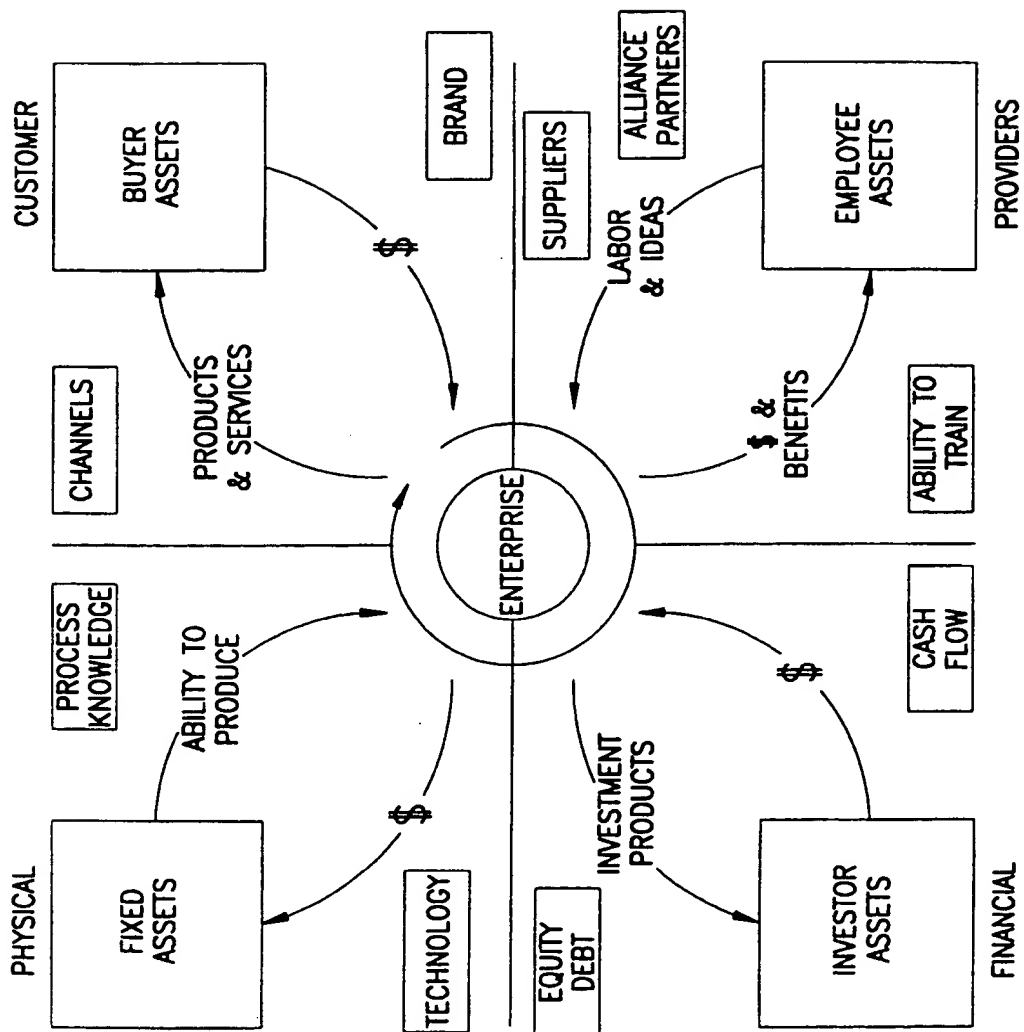 PHYSICAL
CUSTOMER
FIXED
ASSETS
PROCESS
KNOWLEDGE
ABILITY TO
PRODUCE
$
TECHNOLOGY
CHANNELS
PRODUCTS
& SERVICES
BUYER
ASSETS
$
BRAND
ENTERPRISE
EQUITY
DEBT
INVESTMENT
PRODUCTS
INVESTOR
ASSETS
$
CASH
FLOW
FINANCIAL
SUPPLIERS
ALLIANCE
PARTNERS
LABOR
& IDEAS
$ &
BENEFITS
EMPLOYEE
ASSETS
ABILITY TO
TRAIN
PROVIDERS